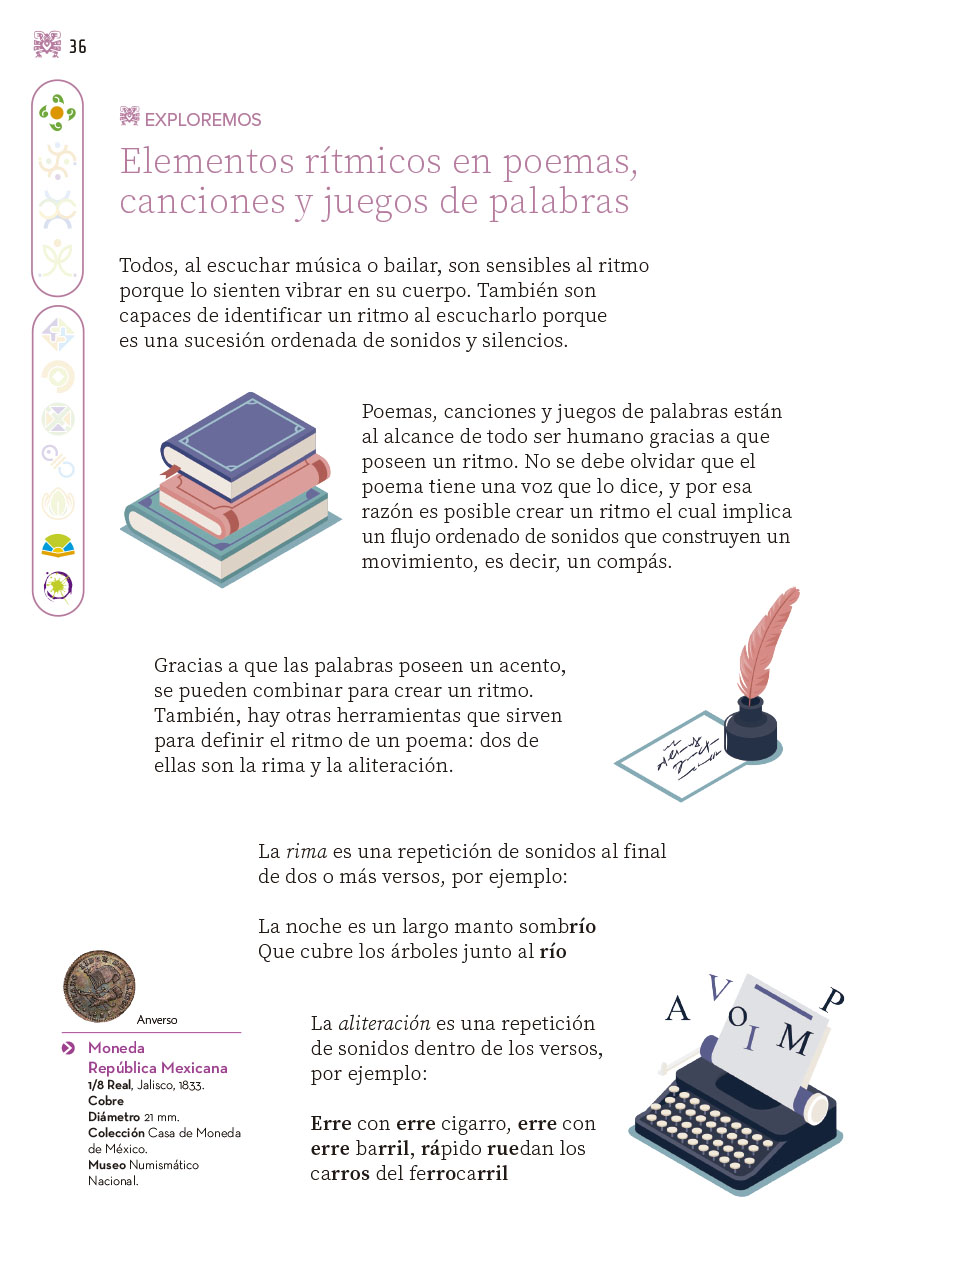 36
EXPLOREMOS
Elementos rítmicos en poemas,
canciones y juegos de palabras
Todos, al escuchar música o bailar, son sensibles al ritmo
porque lo sienten vibrar en su cuerpo. También son
capaces de identificar un ritmo al escucharlo porque
es una sucesión ordenada de sonidos y silencios.
Poemas, canciones y juegos de palabras están
al alcance de todo ser humano gracias a que
poseen un ritmo. No se debe olvidar que el
poema tiene una voz que lo dice, y por esa
razón es posible crear un ritmo el cual implica
un flujo ordenado de sonidos que construyen un
movimiento, es decir, un compás.
Gracias a que las palabras poseen un acento,
se pueden combinar para crear un ritmo.
También, hay otras herramientas que sirven
para definir el ritmo de un poema: dos de
ellas son la rima y la aliteración.
La rima es una repetición de sonidos al final
de dos o más versos, por ejemplo:
La noche es un largo manto sombrío
Que cubre los árboles junto al río
La aliteración es una repetición
de sonidos dentro de los versos,
por ejemplo:
Erre con erre cigarro, erre con
erre barril, rápido ruedan los
carros del ferrocarril
A V O I M P
Anverso
Moneda
República Mexicana
1/8 Real, Jalisco, 1833.
Cobre
Diámetro 21 mm.
Colección Casa de Moneda
de México.
Museo Numismático
Nacional.